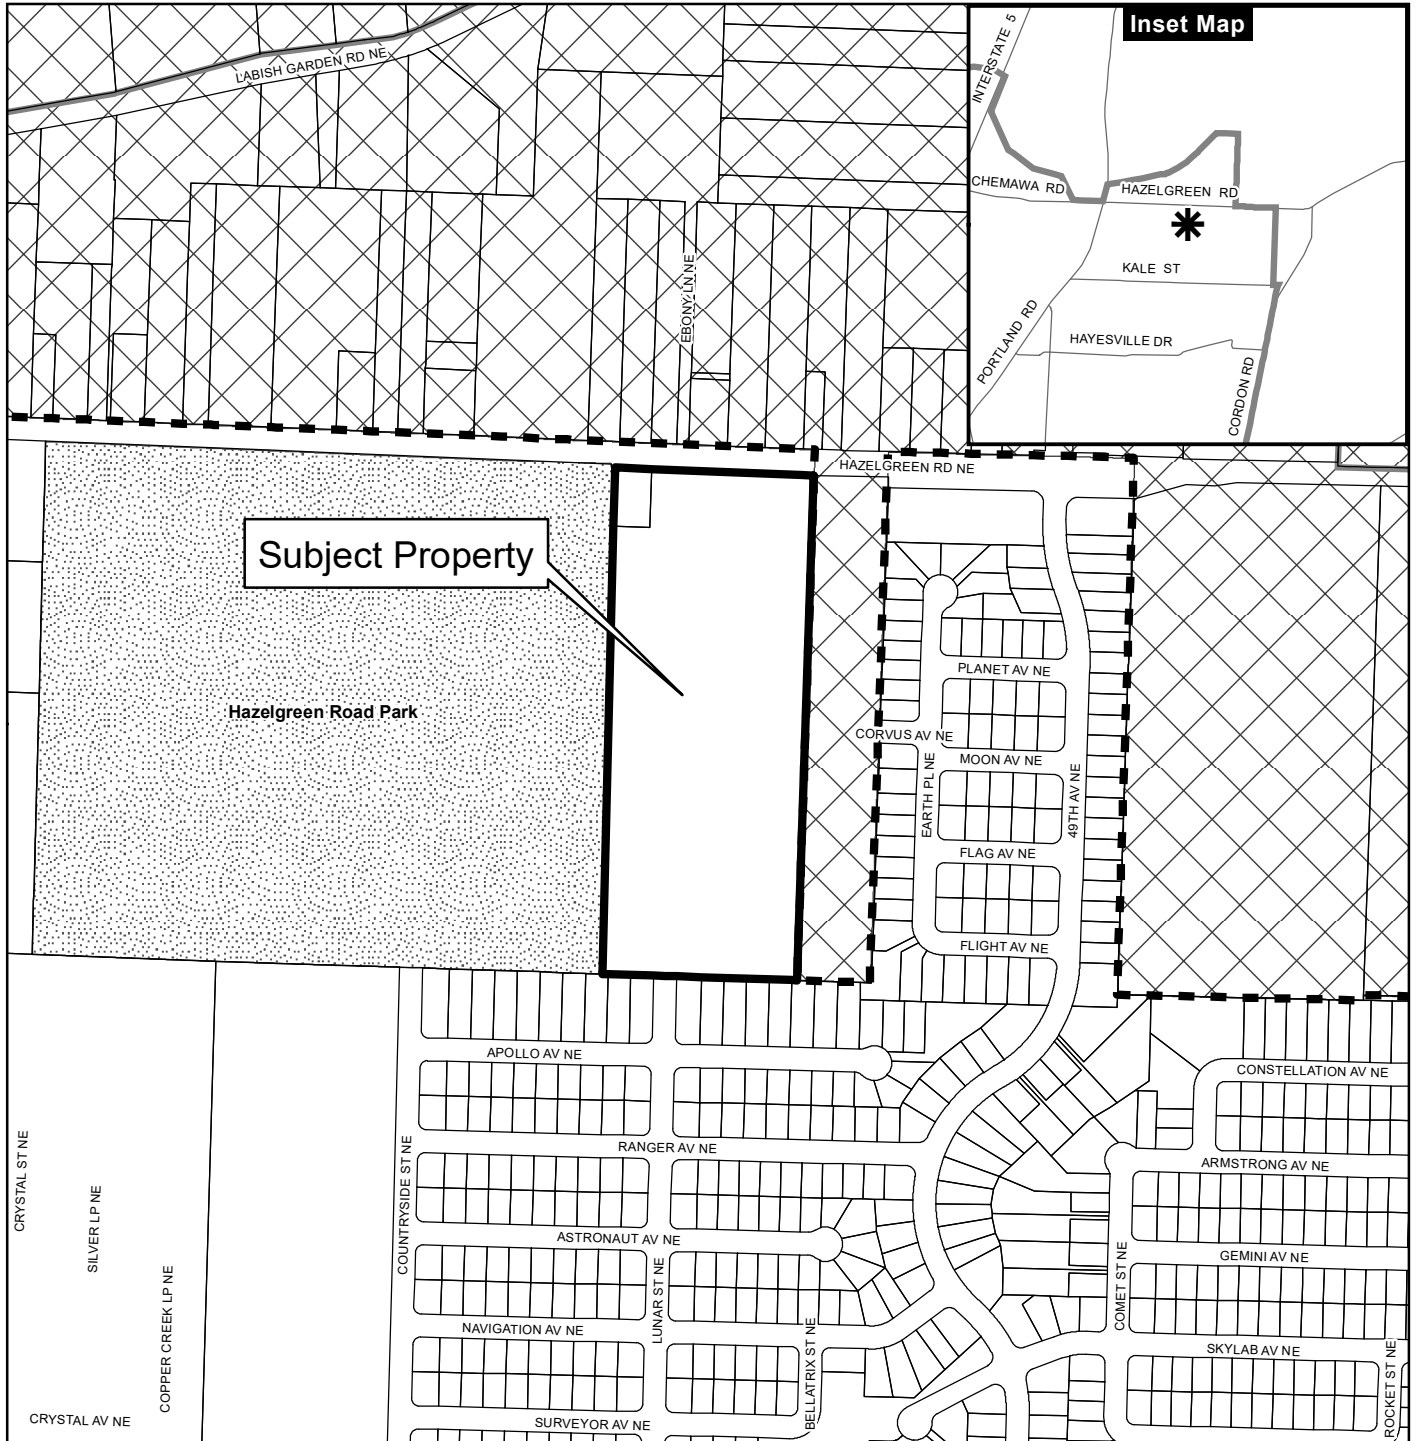 Inset Map
INTERSTATE 5
CHEMAWA RD
HAZELGREEN RD
KALE ST
HAYESVILLE DR
PORTLAND RD
CORDON RD
LABISH GARDEN RD NE
EBONY LN NE
HAZELGREEN RD NE
Subject Property
Hazelgreen Road Park
PLANET AV NE
CORVUS AV NE
MOON AV NE
EARTH PL NE
49TH AV NE
FLAG AV NE
FLIGHT AV NE
APOLLO AV NE
CONSTELLATION AV NE
RANGER AV NE
ARMSTRONG AV NE
CRYSTAL ST NE
SILVER LP NE
COUNTRYSIDE ST NE
ASTRONAUT AV NE
GEMINI AV NE
COMET ST NE
LUNAR ST NE
COPPER CREEK LP NE
NAVIGATION AV NE
BELLATRIX ST NE
SKYLAB AV NE
ROCKET ST NE
CRYSTAL AV NE
SURVEYOR AV NE